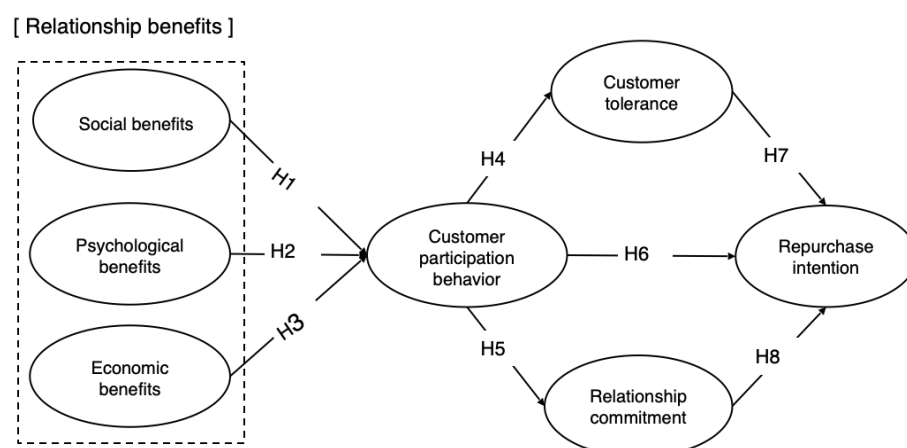 [ Relationship benefits ]
Social benefits
H1
Psychological
benefits
H2
Economic
benefits
H3
Customer
participation
behavior
H4
H5
H6
Customer
tolerance
Relationship
commitment
H7
H8
Repurchase
intention